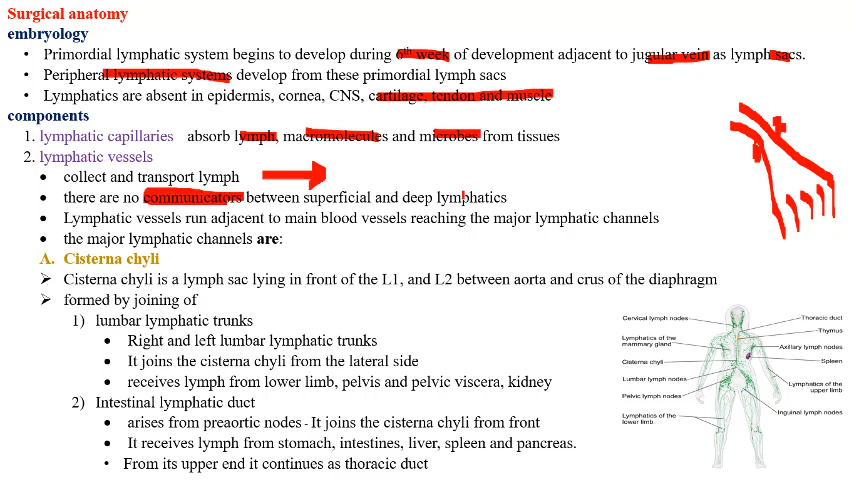 Surgical anatomy
embryology
• Primordial lymphatic system begins to develop during 6th week of development adjacent to jugular vein as lymph sacs.
• Peripheral lymphatic systems develop from these primordial lymph sacs
• Lymphatics are absent in epidermis, cornea, CNS, cartilage, tendon and muscle
components
1. lymphatic capillaries absorb lymph, macromolecules and microbes from tissues
2. lymphatic vessels
• collect and transport lymph
• there are no communicators between superficial and deep lymphatics
• Lymphatic vessels run adjacent to main blood vessels reaching the major lymphatic channels
• the major lymphatic channels are:
A. Cisterna chyli
➢ Cisterna chyli is a lymph sac lying in front of the L1, and L2 between aorta and crus of the diaphragm
➢ formed by joining of
1) lumbar lymphatic trunks
• Right and left lumbar lymphatic trunks
• It joins the cisterna chyli from the lateral side
• receives lymph from lower limb, pelvis and pelvic viscera, kidney
2) Intestinal lymphatic duct
• arises from preaortic nodes - It joins the cisterna chyli from front
• It receives lymph from stomach, intestines, liver, spleen and pancreas.
• From its upper end it continues as thoracic duct
Cervical lymph nodes
Lymphatics of the
mammary gland
Cisterna chyli
Lumbar lymph nodes
Pelvic lymph nodes
Lymphatics of the
lower limb
Thoracic duct
Thymus
Axillary lymph nodes
Spleen
Lymphatics of the
upper limb
Inguinal lymph nodes